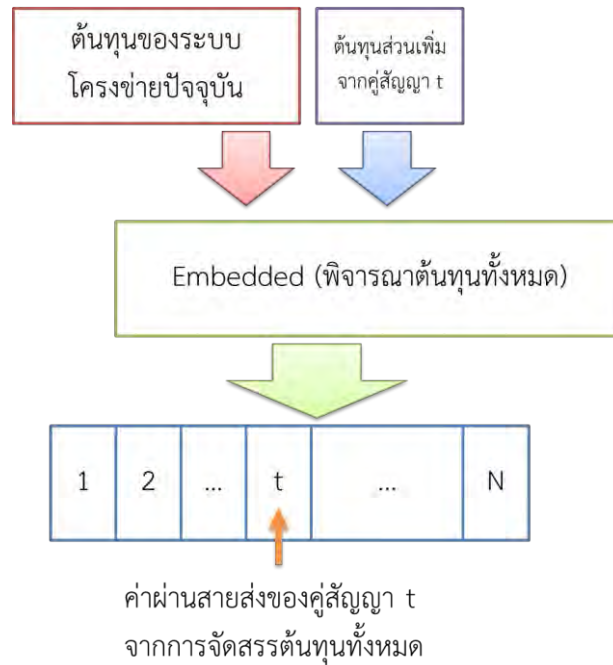 ต้นทุนของระบบ
โครงข่ายปัจจุบัน
ต้นทุนส่วนเพิ่ม
จากคู่สัญญา t
Embedded (พิจารณาต้นทุนทั้งหมด)
1 2 ... t ... N
ค่าผ่านสายส่งของคู่สัญญา t
จากการจัดสรรต้นทุนทั้งหมด